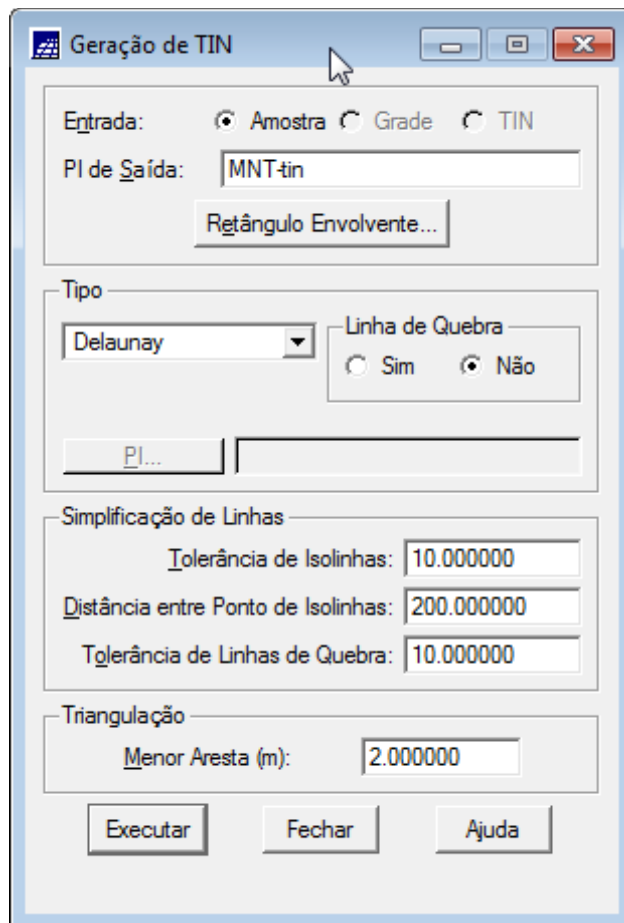 Geração de TIN
Entrada: Amostra Grade TIN
PI de Saída: MNT-tin
Retângulo Envolvente...
Tipo
Delaunay
Linha de Quebra
Sim Não
PI...
Simplificação de Linhas
Tolerância de Isolinhas: 10.000000
Distância entre Ponto de Isolinhas: 200.000000
Tolerância de Linhas de Quebra: 10.000000
Triangulação
Menor Aresta (m): 2.000000
Executar Fechar Ajuda